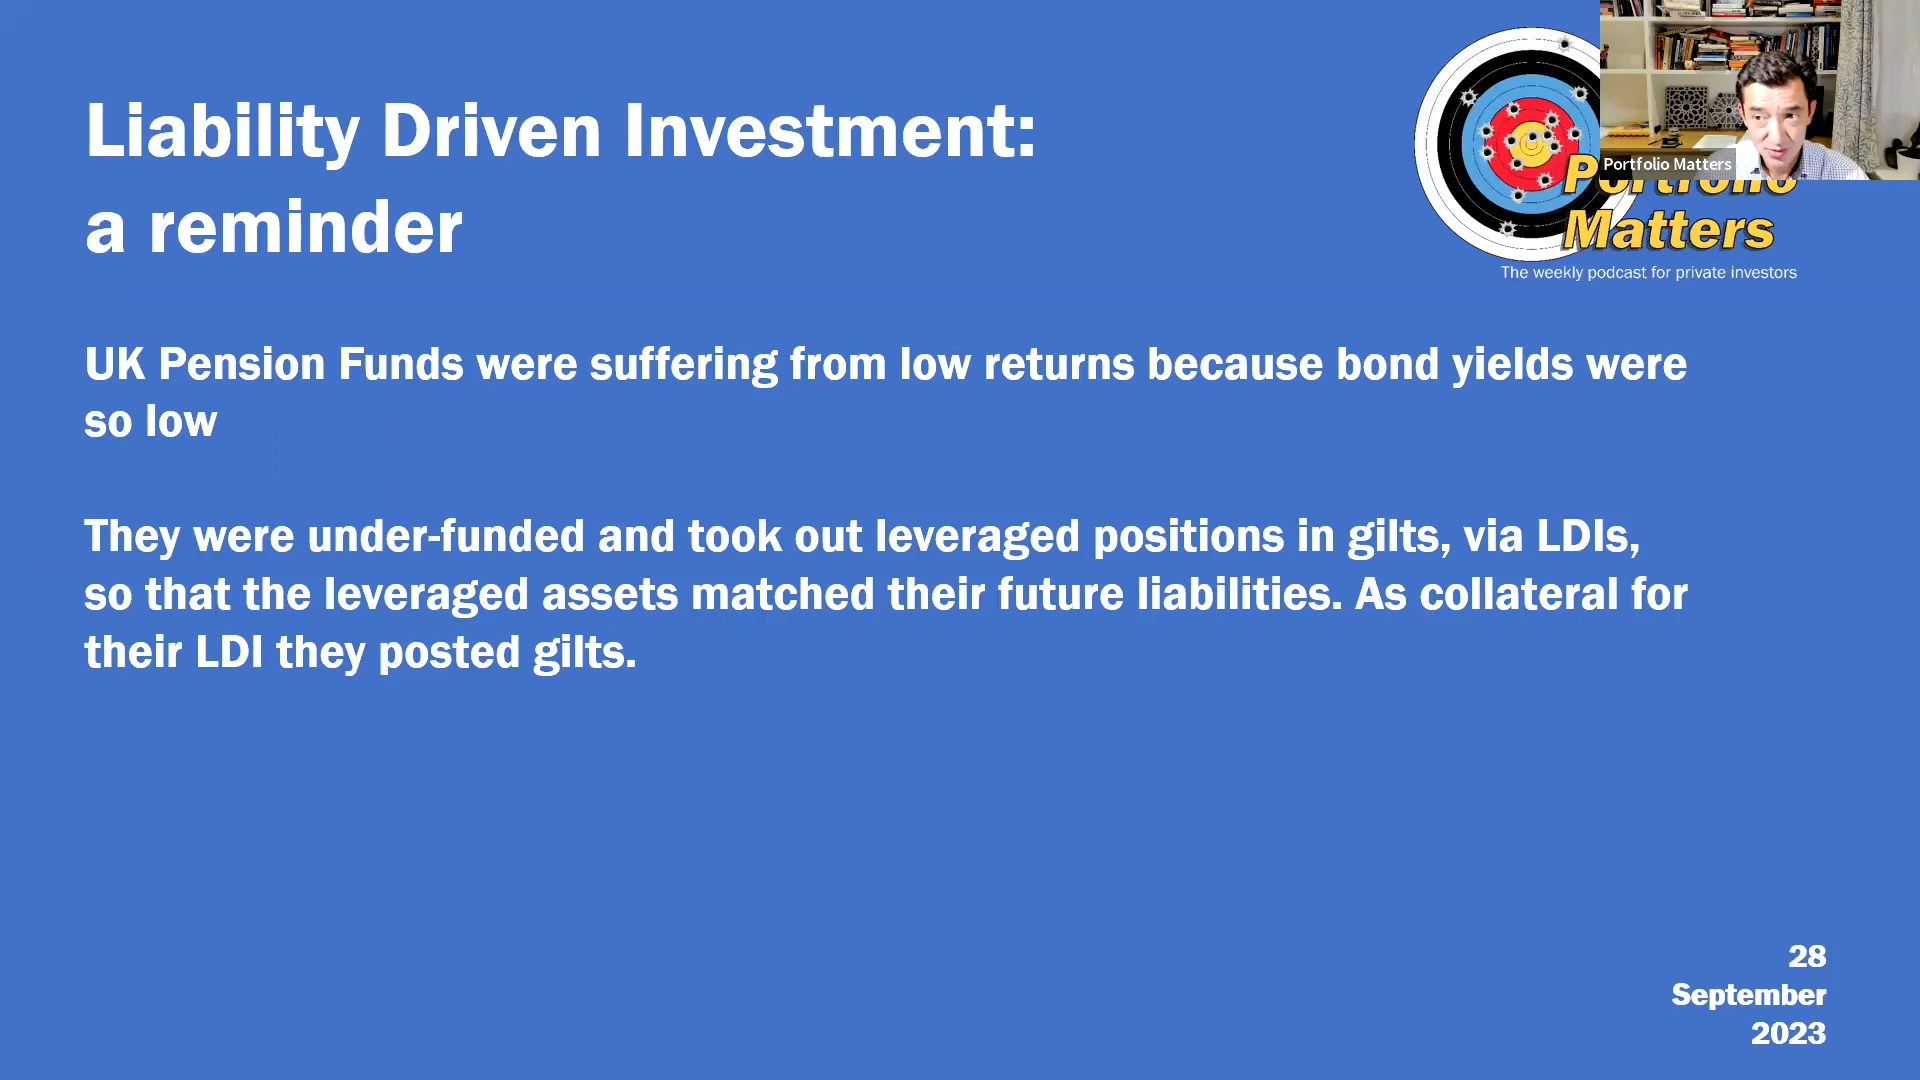 Liability Driven Investment:
a reminder
Portfolio Matters
Portfolio
Matters
The weekly podcast for private investors
UK Pension Funds were suffering from low returns because bond yields were
so low
They were under-funded and took out leveraged positions in gilts, via LDIs,
so that the leveraged assets matched their future liabilities. As collateral for
their LDI they posted gilts.
28
September
2023